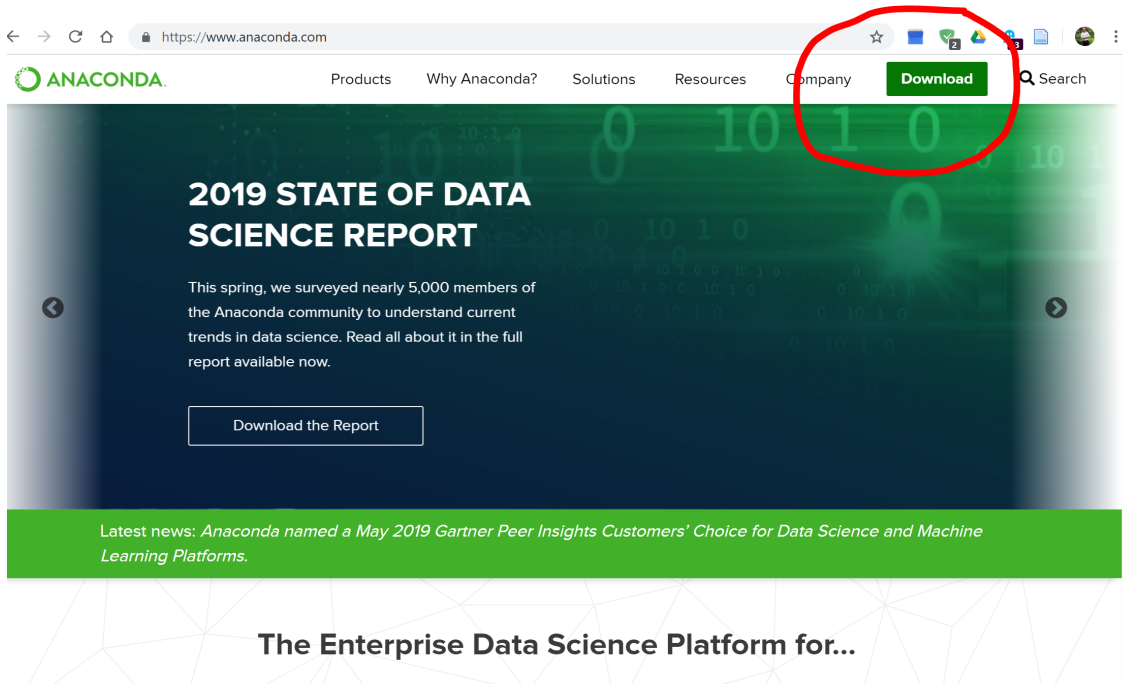 https://www.anaconda.com
2
3
ANACONDA.
Products Why Anaconda? Solutions Resources Company Download Search
2019 STATE OF DATA
SCIENCE REPORT
This spring, we surveyed nearly 5,000 members of
the Anaconda community to understand current
trends in data science. Read all about it in the full
report available now.
Download the Report
Latest news: Anaconda named a May 2019 Gartner Peer Insights Customers' Choice for Data Science and Machine
Learning Platforms.
The Enterprise Data Science Platform for...